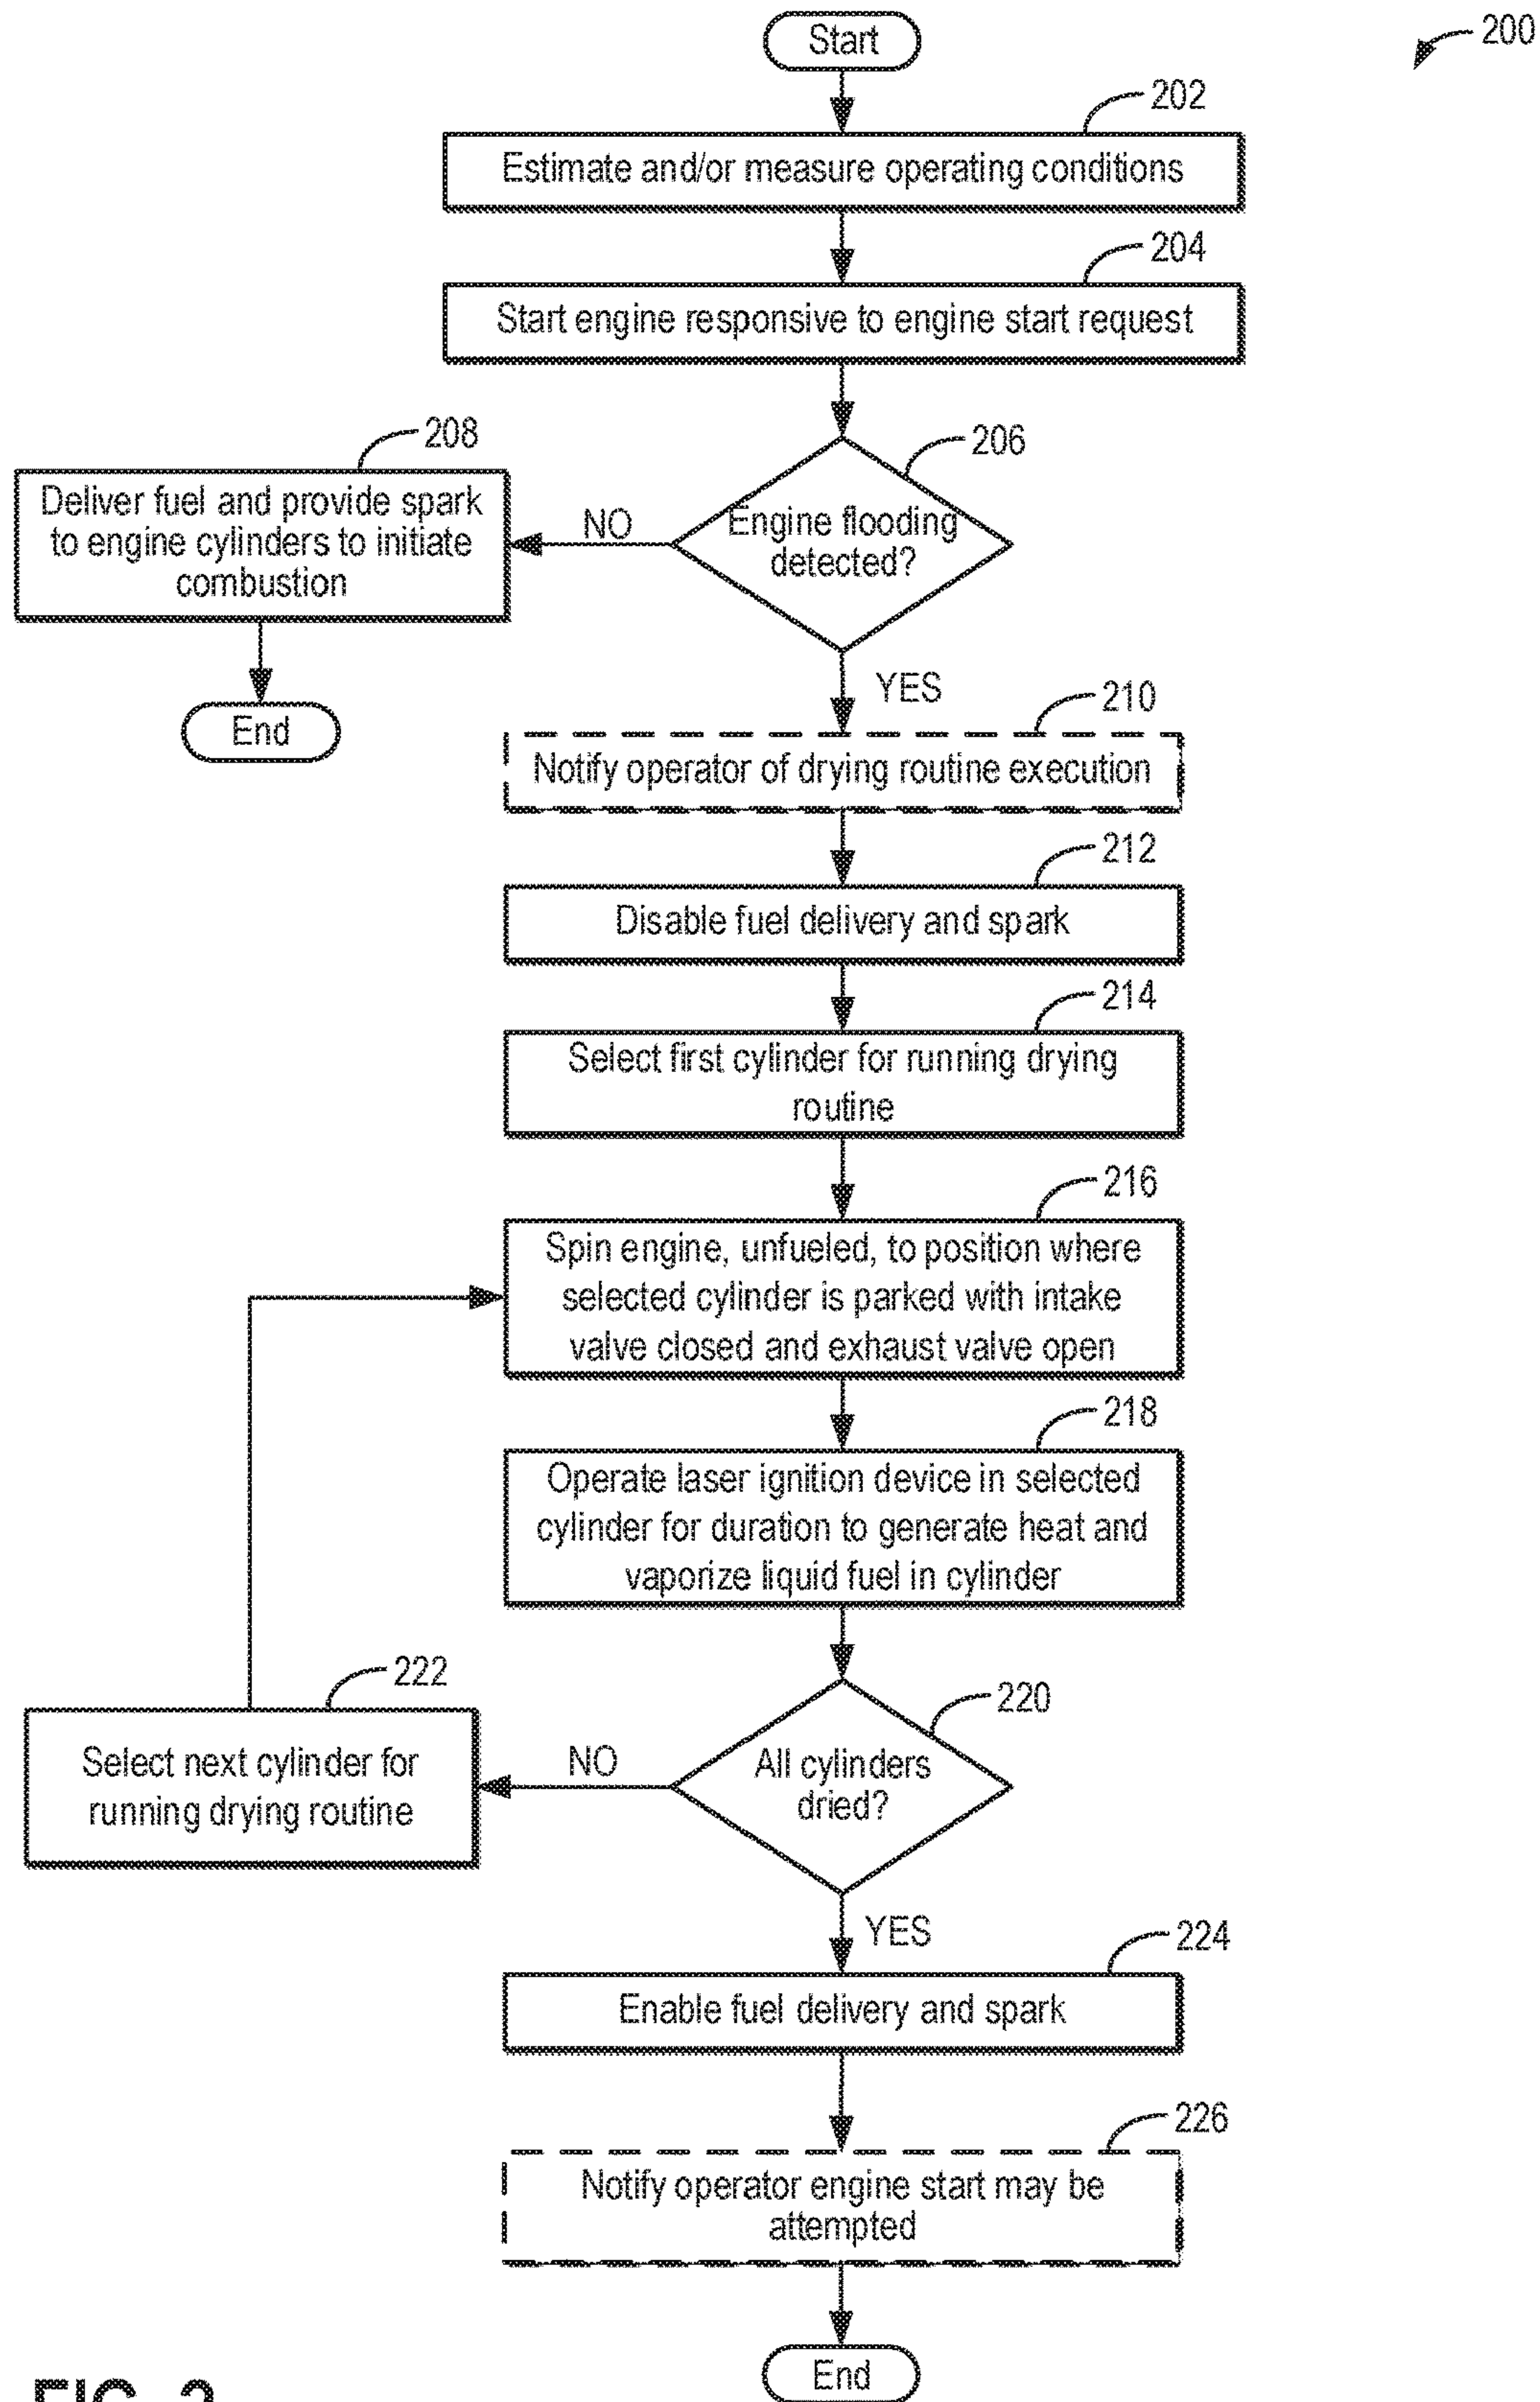 Start
200
202
Estimate and/or measure operating conditions
204
Start engine responsive to engine start request
208
206
Deliver fuel and provide spark
to engine cylinders to initiate
combustion
NO
Engine flooding
detected?
End
YES
210
Notify operator of drying routine execution
212
Disable fuel delivery and spark
214
Select first cylinder for running drying
routine
216
Spin engine, unfueled, to position where
selected cylinder is parked with intake
valve closed and exhaust valve open
218
Operate laser ignition device in selected
cylinder for duration to generate heat and
vaporize liquid fuel in cylinder
222
220
Select next cylinder for
running drying routine
NO
All cylinders
dried?
YES
224
Enable fuel delivery and spark
226
Notify operator engine start may be
attempted
End
FIG.